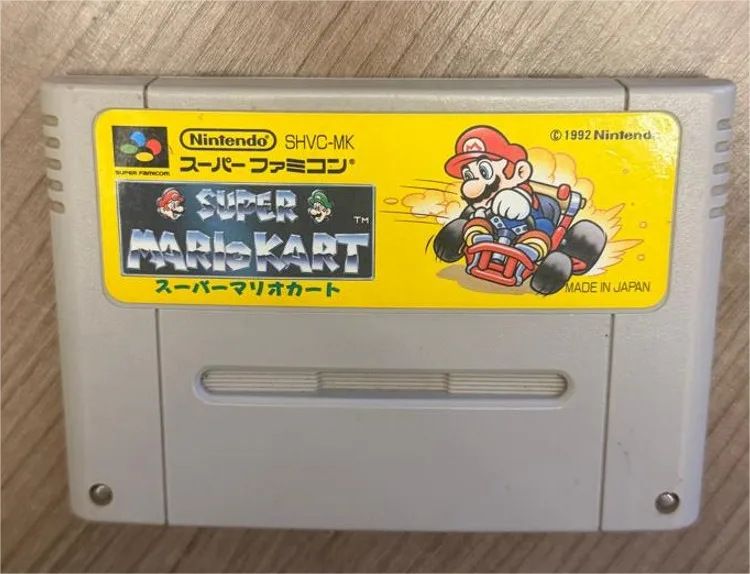 Nintendo SHVC-MK
© 1992 Nintendo
SUPER FAMICOM
スーパーファミコン®
SUPER
MARIO KART ™
スーパーマリオカート
MADE IN JAPAN